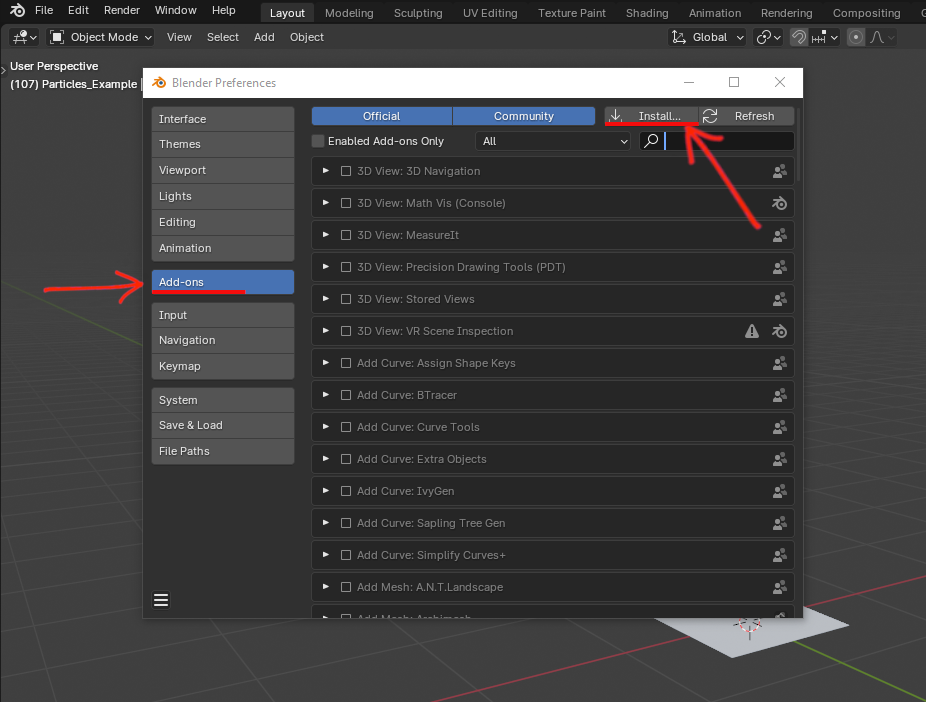 File Edit Render Window Help Layout Modeling Sculpting UV Editing Texture Paint Shading Animation Rendering Compositing
Object Mode View Select Add Object Global
User Perspective
(107) Particles_Example
Blender Preferences
Interface
Themes
Viewport
Lights
Editing
Animation
Add-ons
Input
Navigation
Keymap
System
Save & Load
File Paths
Official Community Install... Refresh
Enabled Add-ons Only All
3D View: 3D Navigation
3D View: Math Vis (Console)
3D View: MeasureIt
3D View: Precision Drawing Tools (PDT)
3D View: Stored Views
3D View: VR Scene Inspection
Add Curve: Assign Shape Keys
Add Curve: BTracer
Add Curve: Curve Tools
Add Curve: Extra Objects
Add Curve: IvyGen
Add Curve: Sapling Tree Gen
Add Curve: Simplify Curves+
Add Mesh: A.N.T.Landscape
Add Mesh: Archimesh